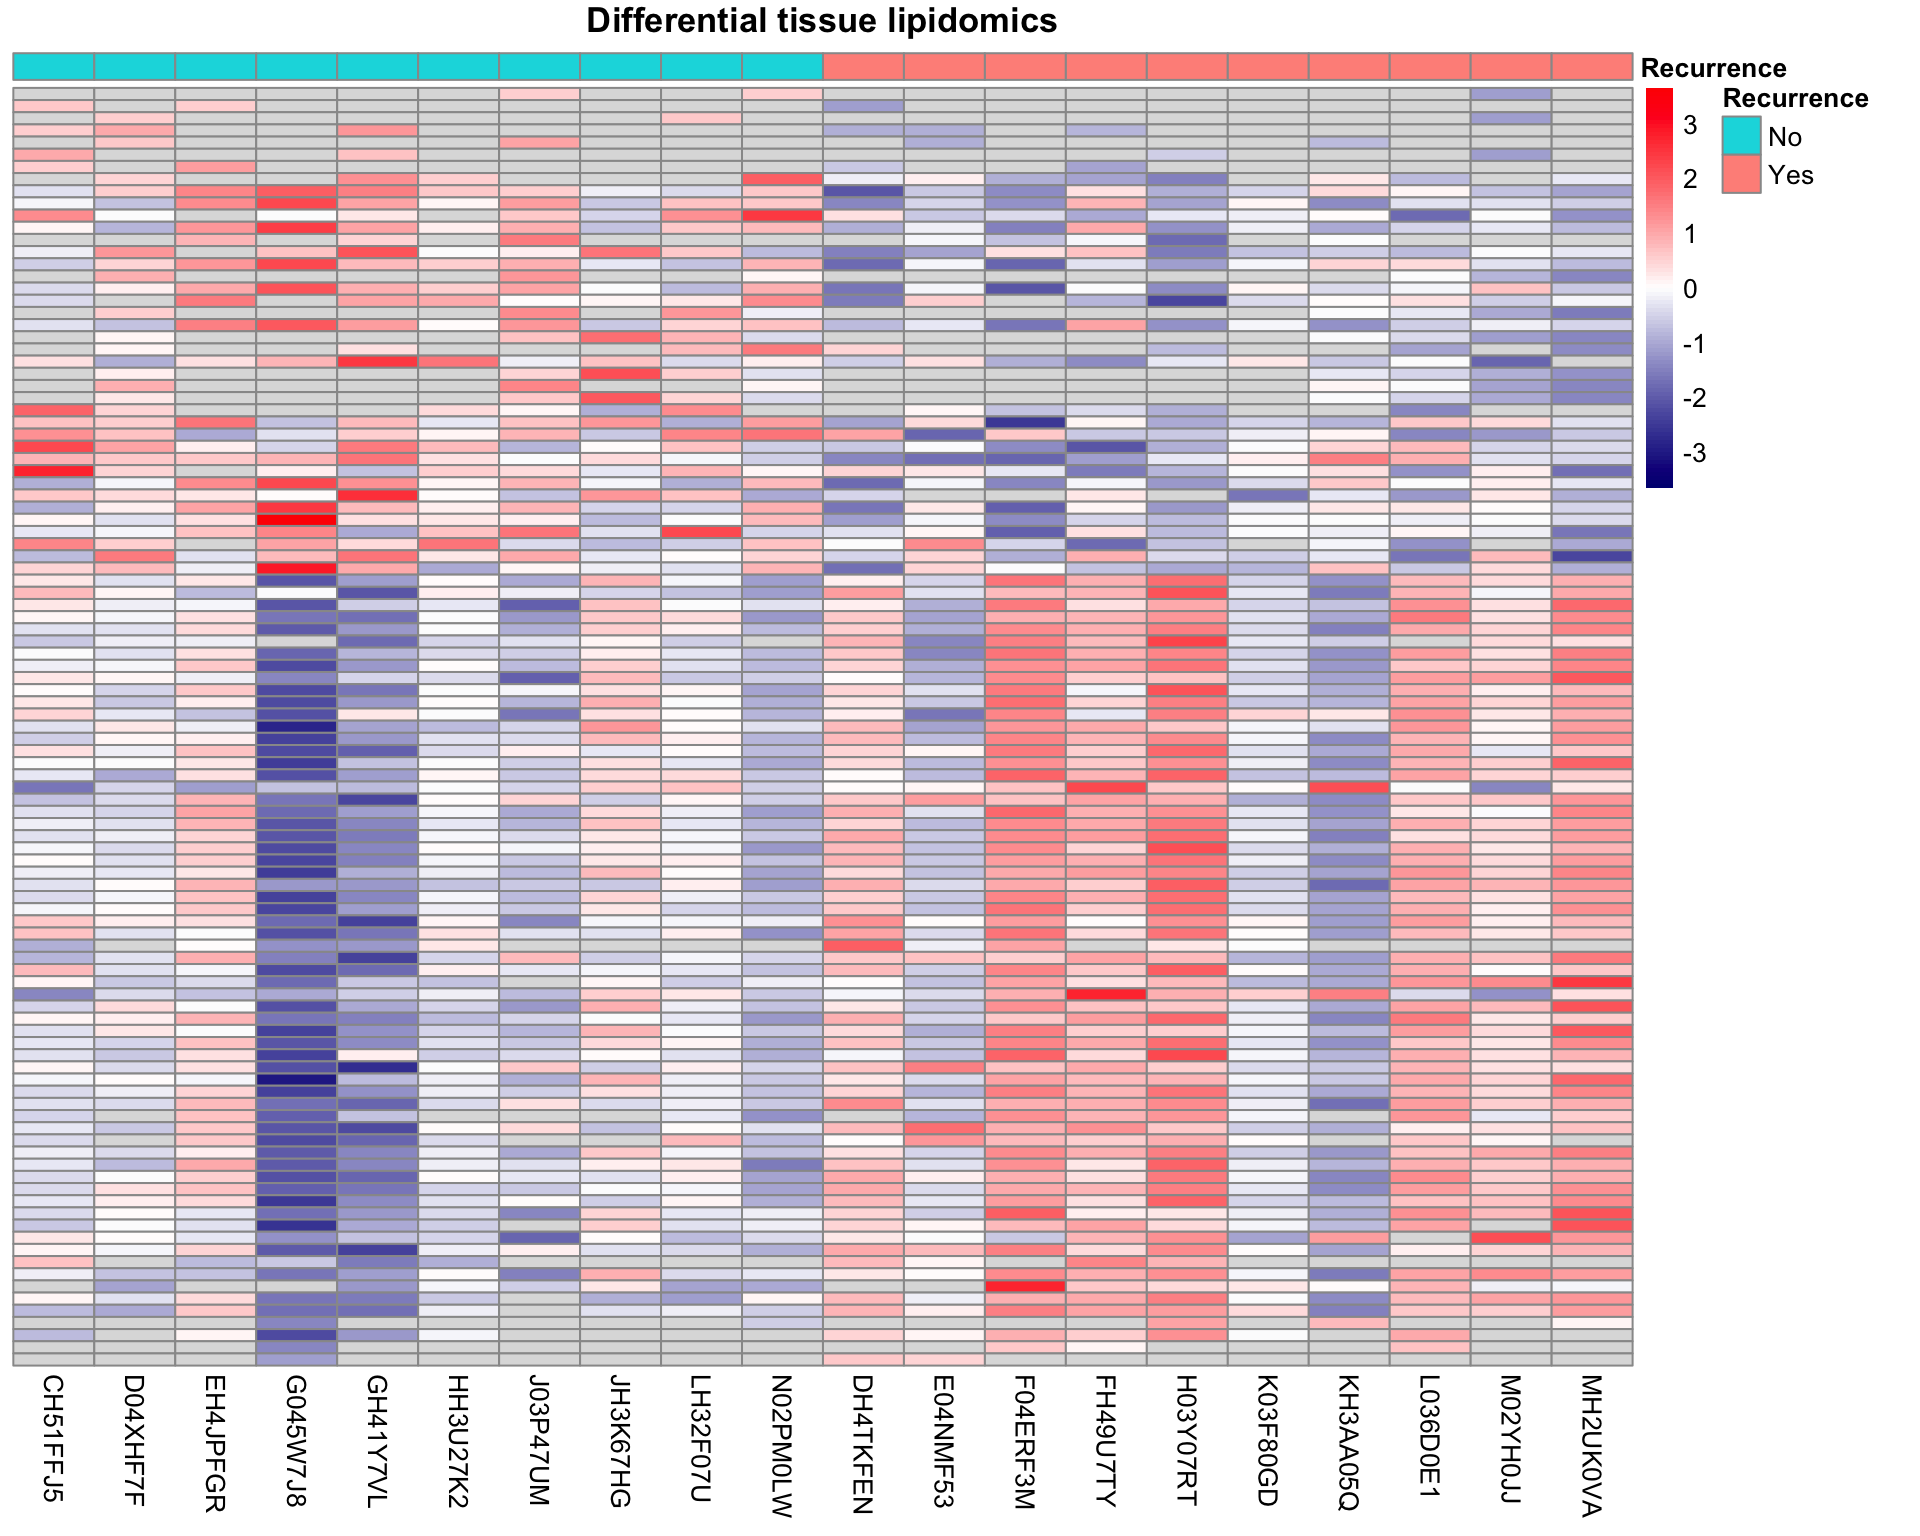 Differential tissue lipidomics
Recurrence
3
2
1
0
-1
-2
-3
Recurrence
No
Yes
CH51FFJ5
D04XHF7F
EH4JPFGR
G045W7J8
GH41Y7VL
HH3U27K2
J03P47UM
JH3K67HG
LH32F07U
N02PM0LW
DH4TKFEN
E04NMF53
F04ERF3M
FH49U7TY
H03Y07RT
K03F80GD
KH3AA05Q
L036D0E1
M02YH0JJ
MH2UK0VA